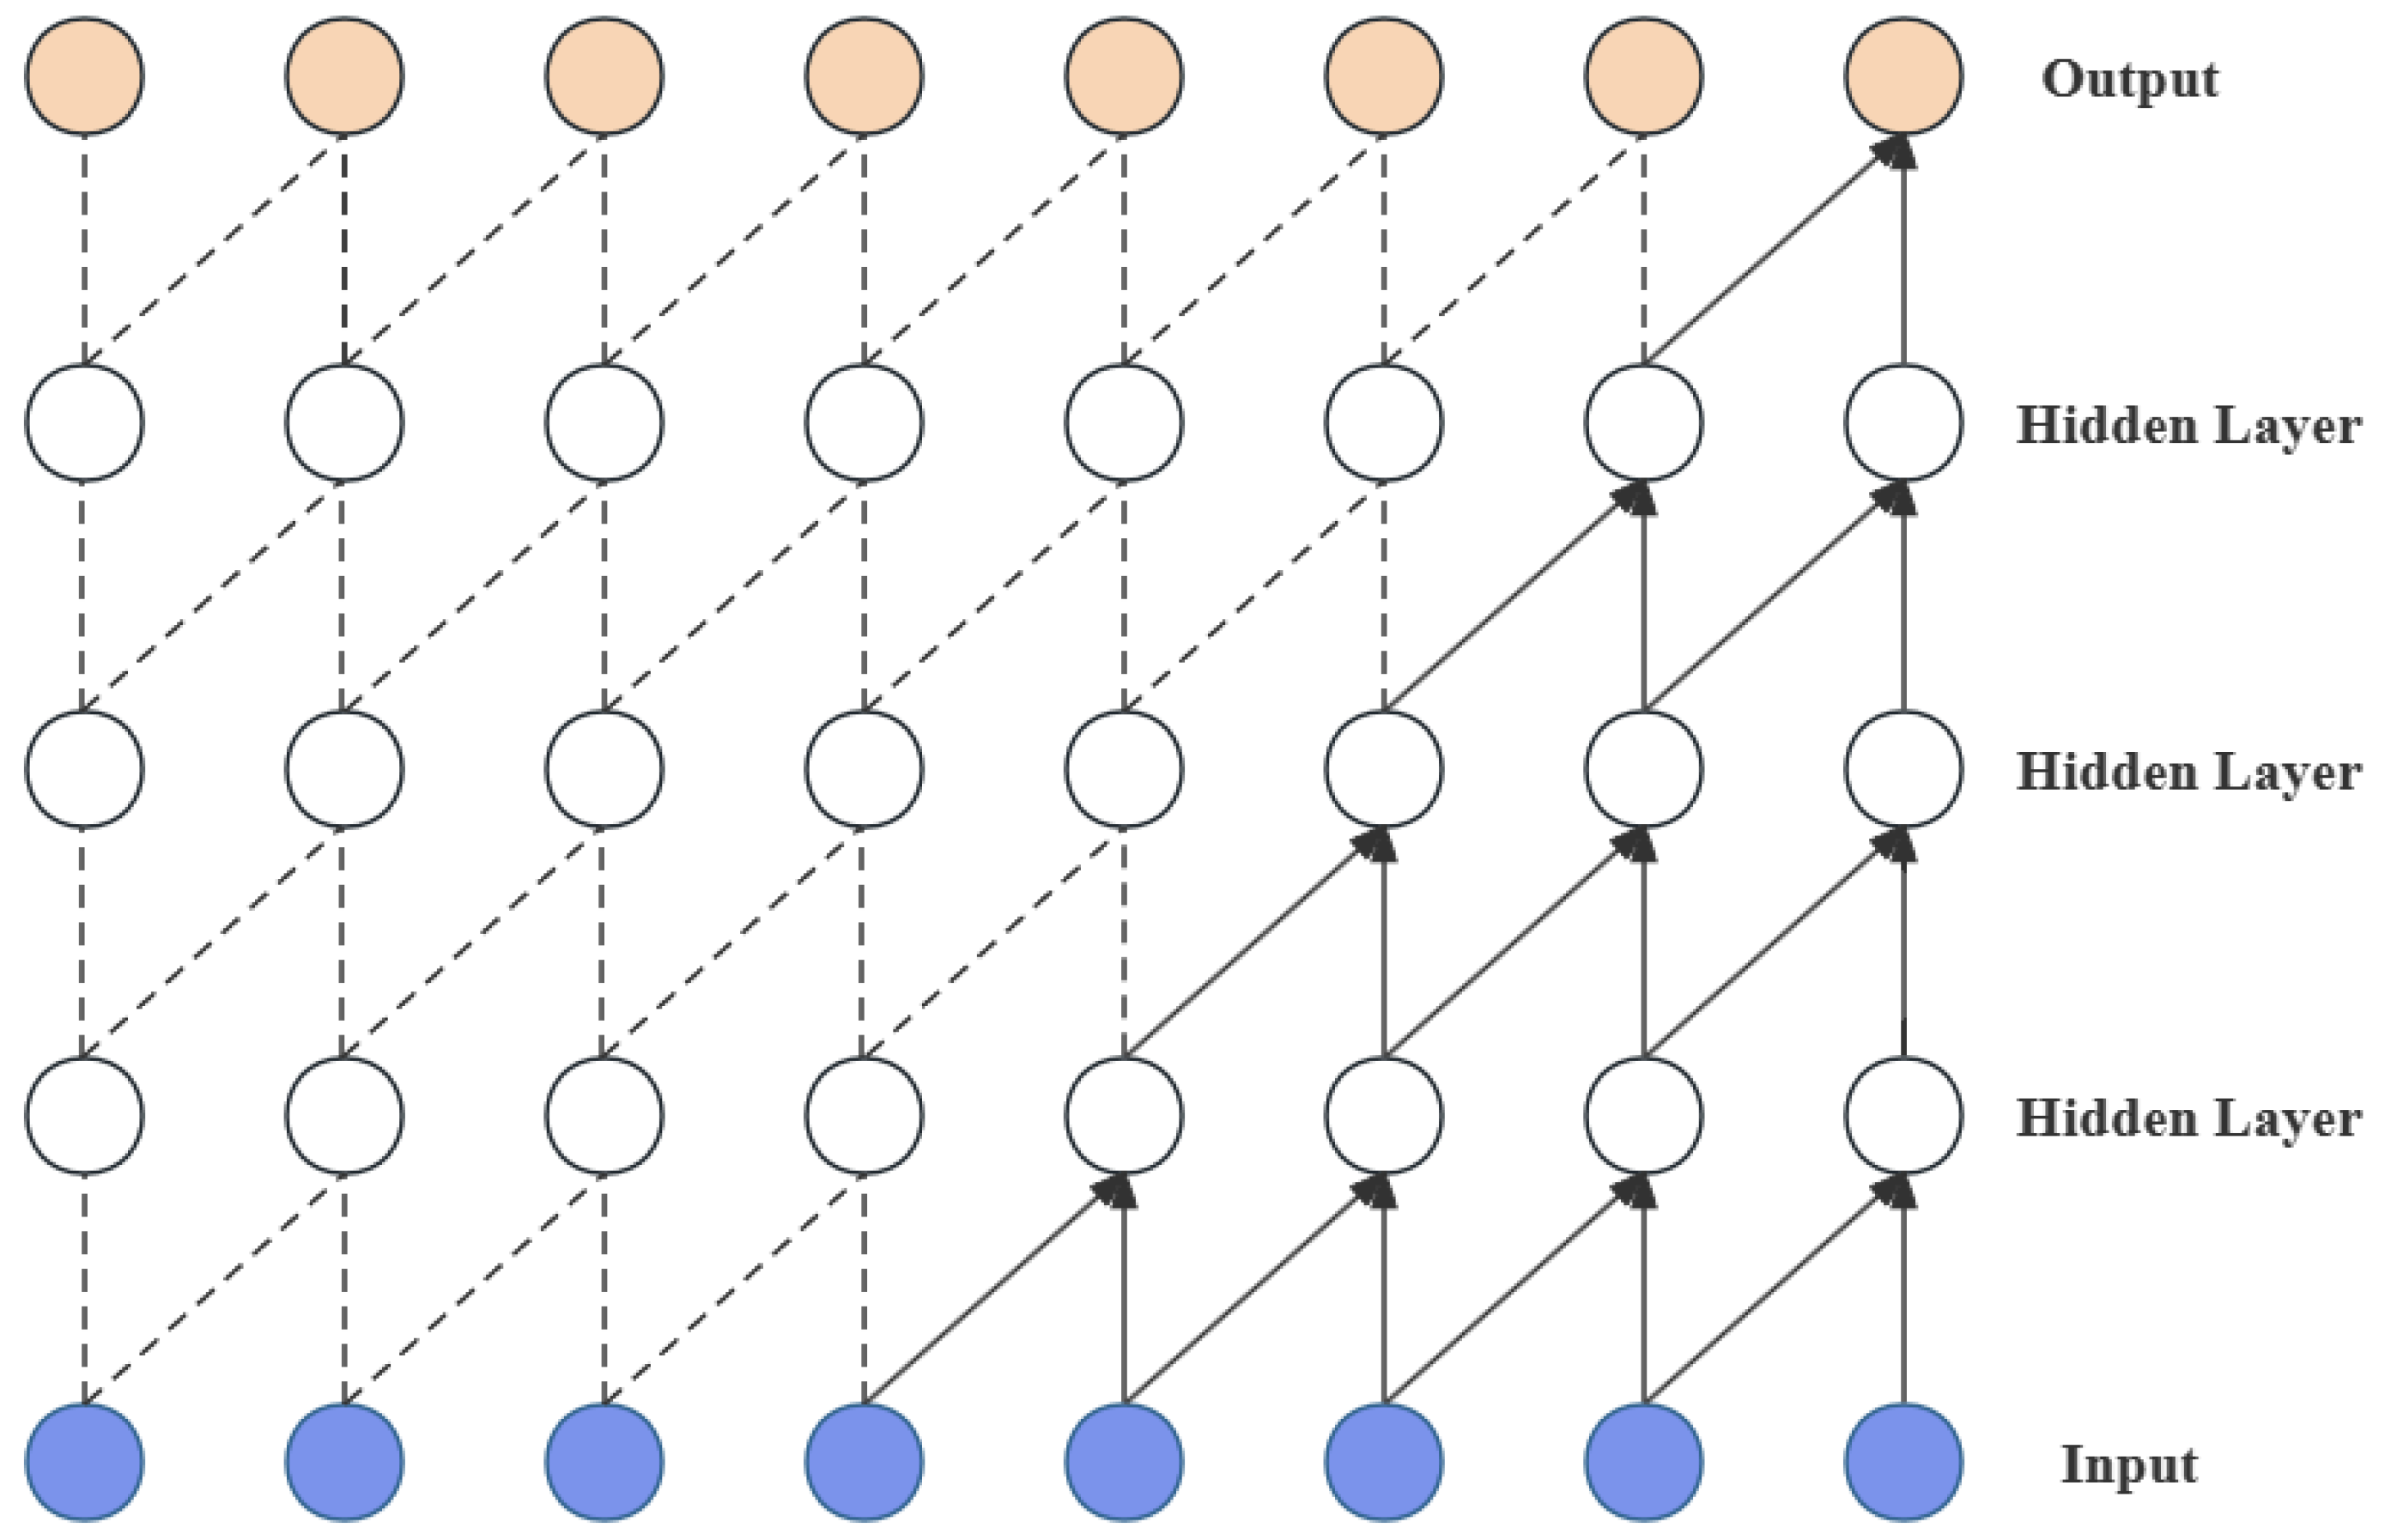 Output
Hidden Layer
Hidden Layer
Hidden Layer
Input